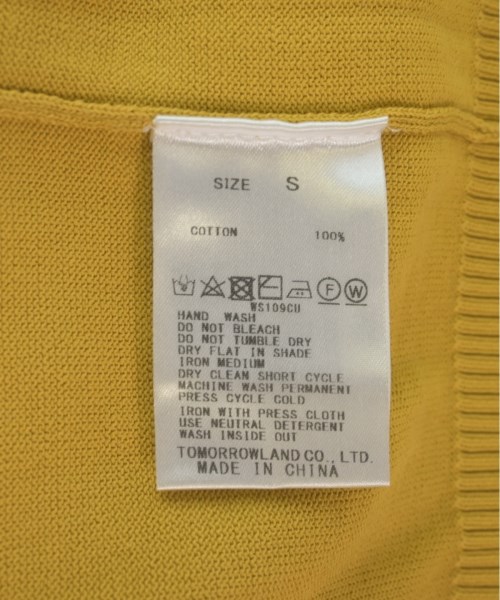 SIZE S
COTTON 100%
F W
WS109CU
HAND WASH
DO NOT BLEACH
DO NOT TUMBLE DRY
DRY FLAT IN SHADE
IRON MEDIUM
DRY CLEAN SHORT CYCLE
MACHINE WASH PERMANENT
PRESS CYCLE COLD
IRON WITH PRESS CLOTH
USE NEUTRAL DETERGENT
WASH INSIDE OUT
TOMORROWLAND CO., LTD.
MADE IN CHINA